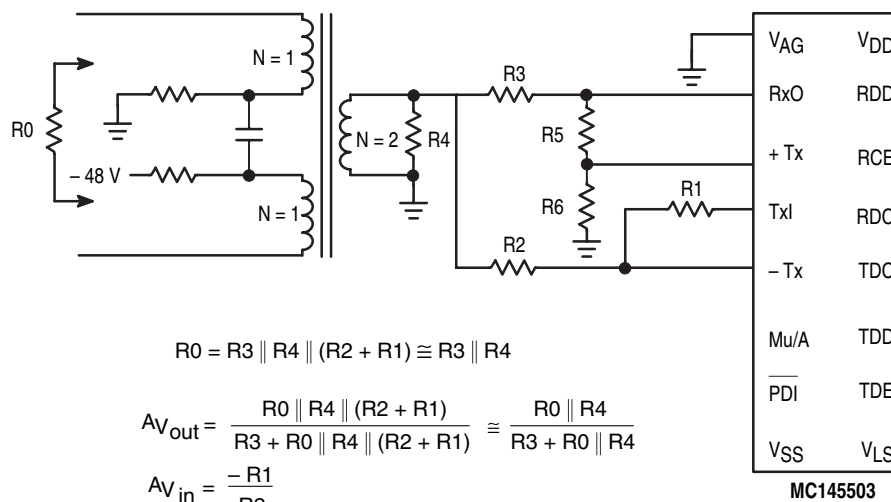 N = 1
R0
– 48 V
N = 1
N = 2
R4
R3
R5
R6
R1
R2
VAG VDD
RxO RDD
+ Tx RCE
TxI RDC
– Tx TDC
Mu/A TDD
PDI TDE
VSS VLS
MC145503
R0 = R3 || R4 || (R2 + R1) ≅ R3 || R4
AVout = R0 || R4 || (R2 + R1) / R3 + R0 || R4 || (R2 + R1) ≅ R0 || R4 / R3 + R0 || R4
AVin = – R1